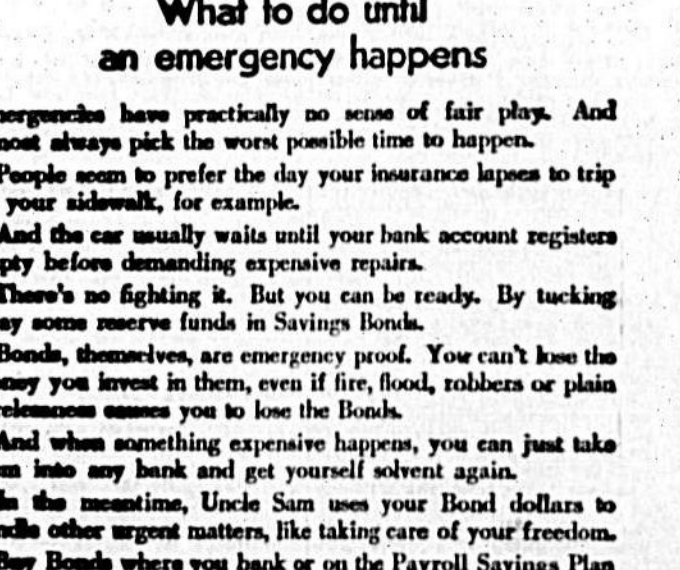 What to do until
an emergency happens
mergencies have practically no sense of fair play. And
most always pick the worst possible time to happen.
People seem to prefer the day your insurance lapses to trip
your sidewalk, for example.
And the car usually waits until your bank account registers
pty before demanding expensive repairs.
There's no fighting it. But you can be ready. By tucking
ay some reserve funds in Savings Bonds.
Bonds, themselves, are emergency proof. You can't lose the
oney you invest in them, even if fire, flood, robbers or plain
relessness causes you to lose the Bonds.
And when something expensive happens, you can just take
m into any bank and get yourself solvent again.
In the meantime, Uncle Sam uses your Bond dollars to
ndle other urgent matters, like taking care of your freedom.
Buy Bonds where you bank or on the Payroll Savings Plan